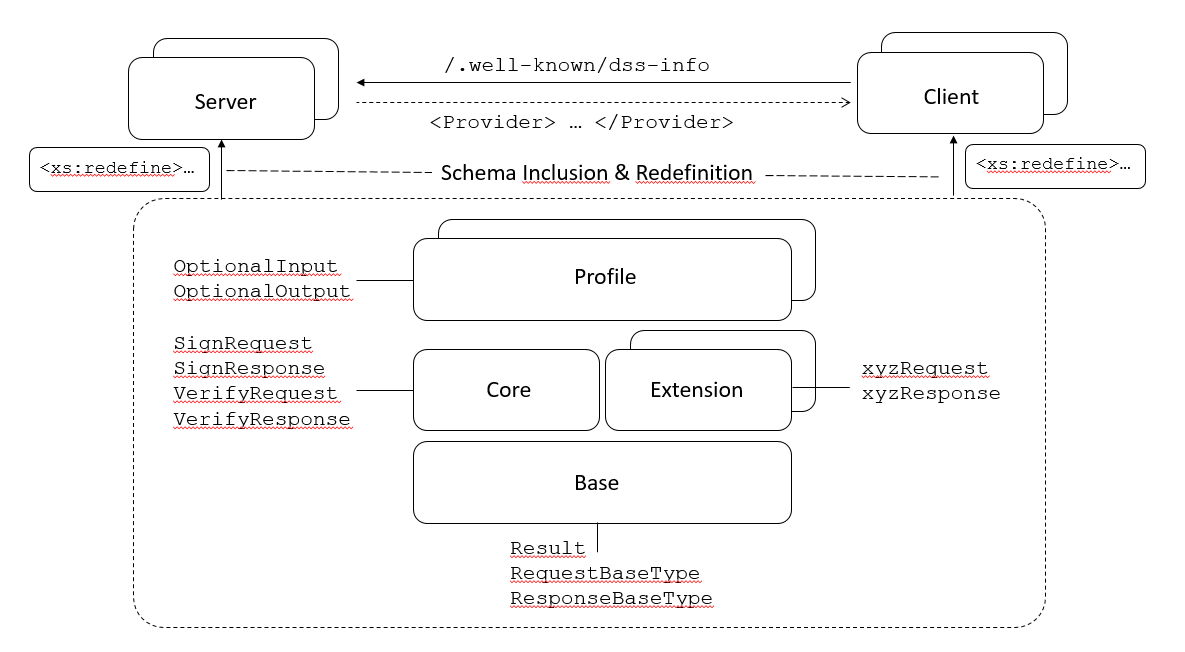 /.well-known/dss-info
Server
Client
<Provider> … </Provider>
<xs:redefine>…
Schema Inclusion & Redefinition
<xs:redefine>…
OptionalInput
OptionalOutput
Profile
SignRequest
SignResponse
VerifyRequest
VerifyResponse
Core
Extension
xyzRequest
xyzResponse
Base
Result
RequestBaseType
ResponseBaseType